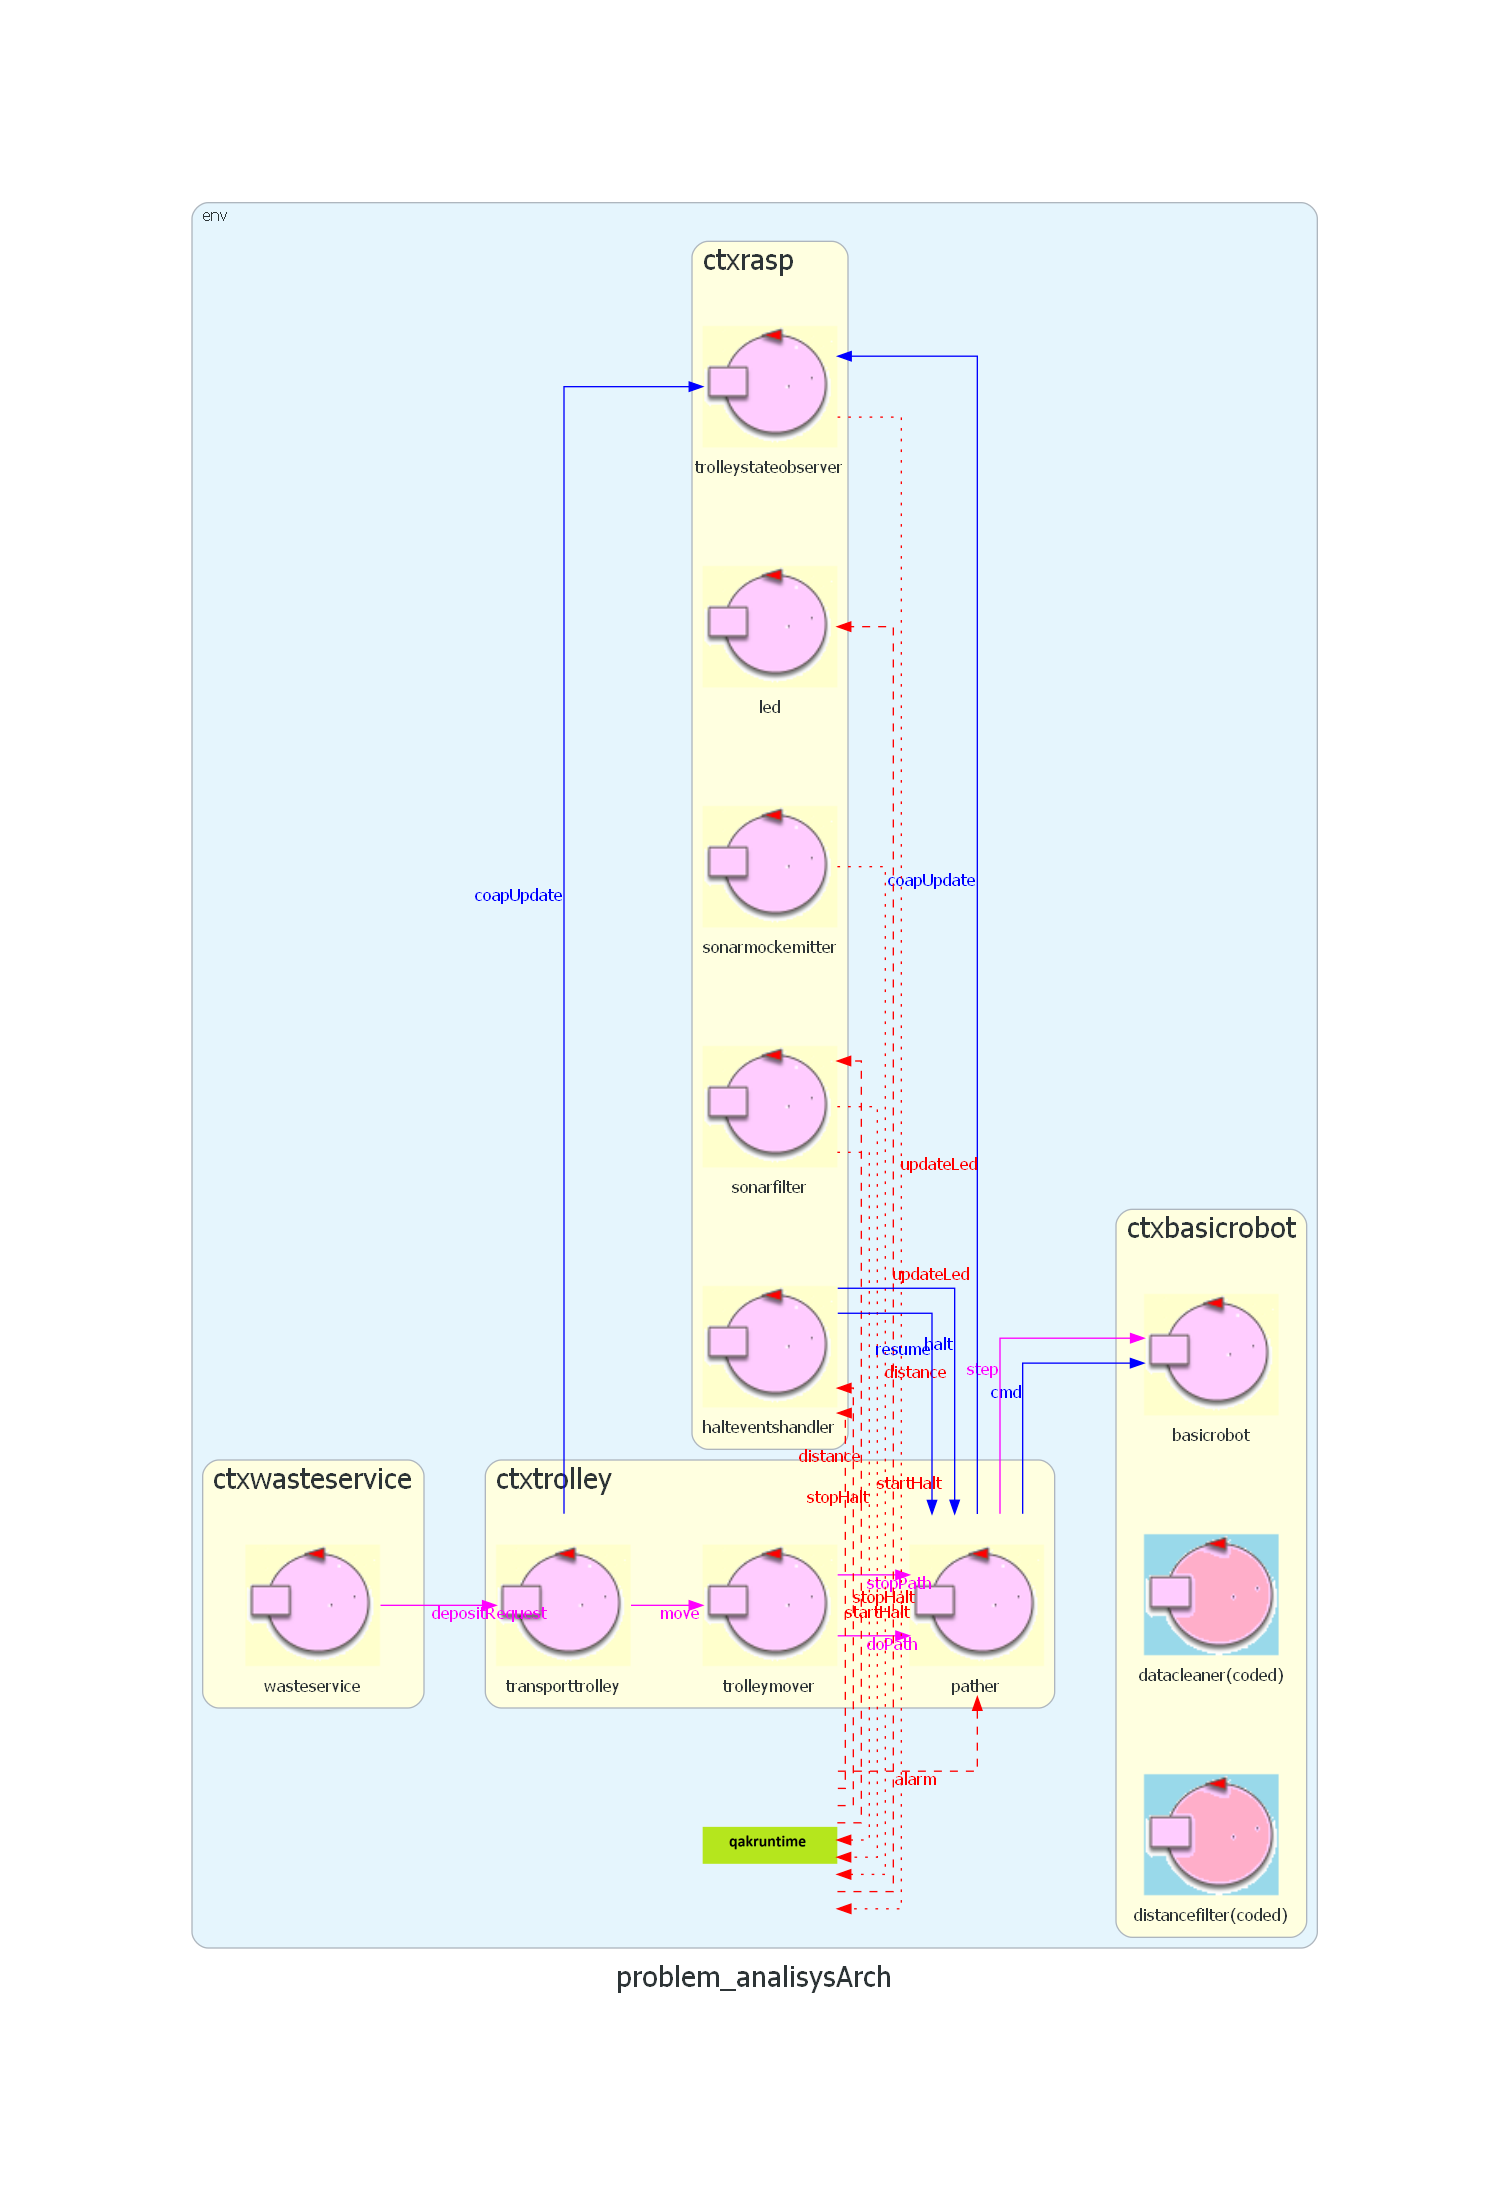 env
ctxrasp
trolleystateobserver
led
coapUpdate
coapUpdate
sonarmockemitter
updateLed
sonarfilter
ctxbasicrobot
updateLed
halt
resume
distance
step
cmd
halteventshandler
basicrobot
distance
ctxwasteservice
ctxtrolley
startHalt
stopHalt
stopPath
stopHalt
depositRequest
move
startHalt
doPath
wasteservice
transporttrolley
trolleymover
pather
datacleaner(coded)
alarm
qakruntime
distancefilter(coded)
problem_analisysArch